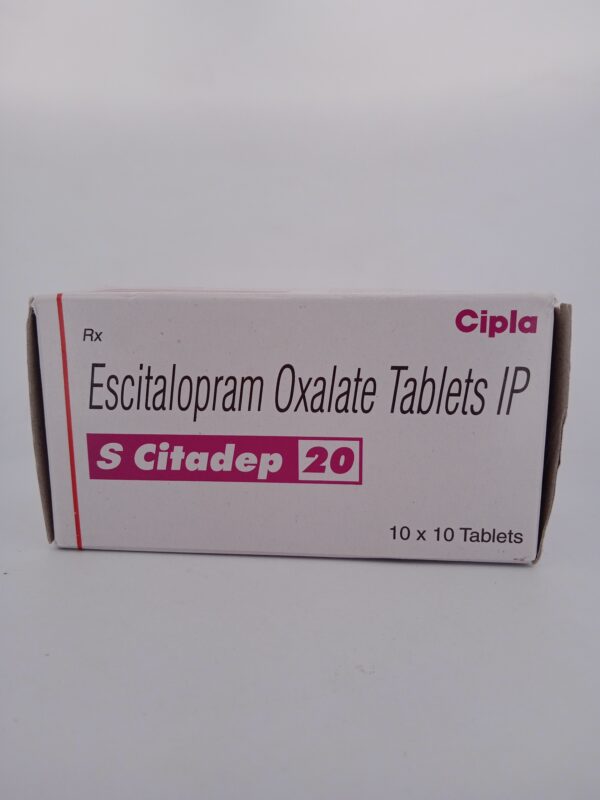 Cipla
Rx
Escitalopram Oxalate Tablets IP
S Citadep 20
10 x 10 Tablets